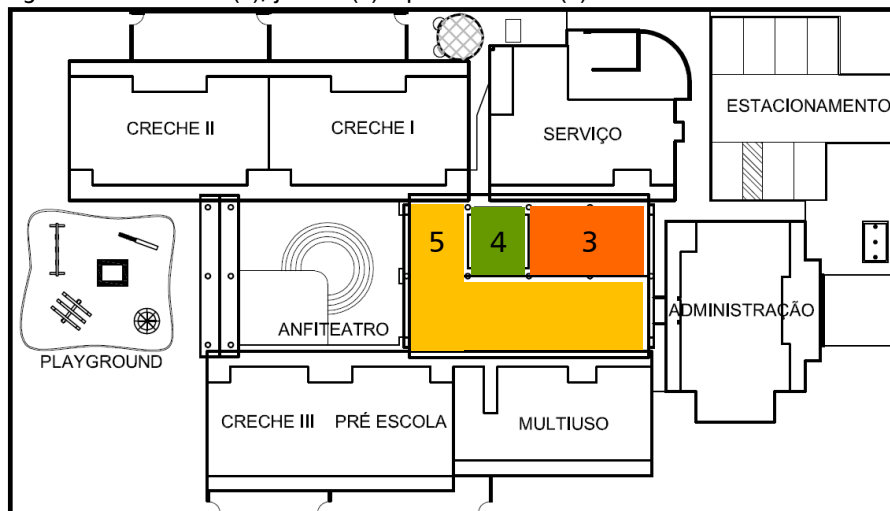 CRECHE II
CRECHE I
SERVIÇO
ESTACIONAMENTO
5
4
3
ADMINISTRAÇÃO
ANFITEATRO
PLAYGROUND
CRECHE III PRÉ ESCOLA
MULTIUSO